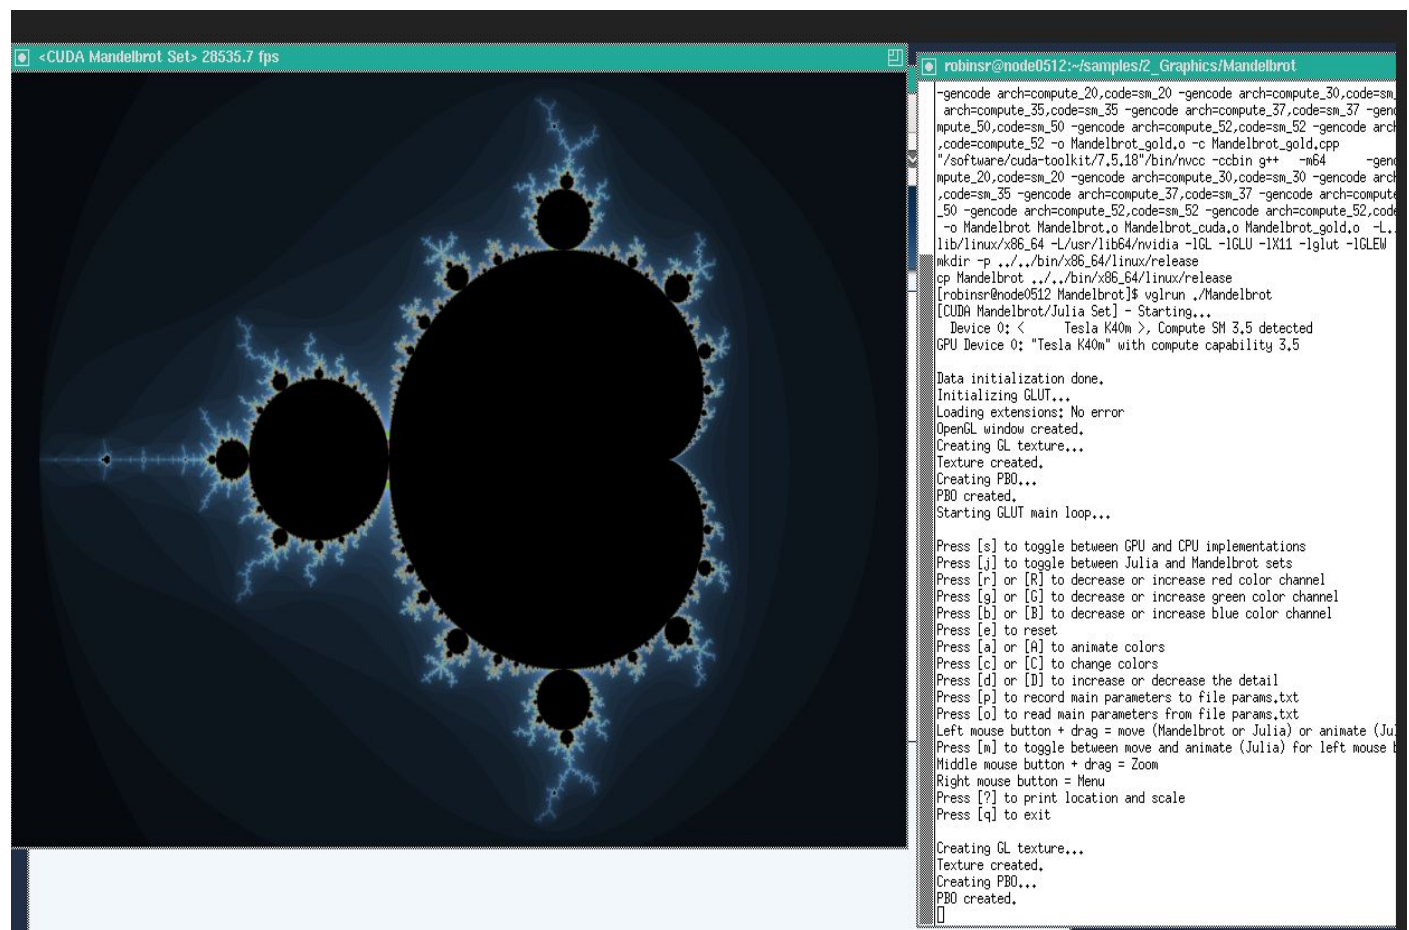 <CUDA Mandelbrot Set> 28535.7 fps
robinsr@node0512:~/samples/2_Graphics/Mandelbrot
-gencode arch=compute_20,code=sm_20 -gencode arch=compute_30,code=sm_
arch=compute_35,code=sm_35 -gencode arch=compute_37,code=sm_37 -genc
mpute_50,code=sm_50 -gencode arch=compute_52,code=sm_52 -gencode arch
,code=compute_52 -o Mandelbrot_gold.o -c Mandelbrot_gold.cpp
"/software/cuda-toolkit/7.5.18"/bin/nvcc -ccbin g++ -m64 -genc
mpute_20,code=sm_20 -gencode arch=compute_30,code=sm_30 -gencode arch
,code=sm_35 -gencode arch=compute_37,code=sm_37 -gencode arch=compute
_50 -gencode arch=compute_52,code=sm_52 -gencode arch=compute_52,code
-o Mandelbrot Mandelbrot.o Mandelbrot_cuda.o Mandelbrot_gold.o -L..
lib/linux/x86_64 -L/usr/lib64/nvidia -lGL -lGLU -lX11 -lglut -lGLEW
mkdir -p ../../bin/x86_64/linux/release
cp Mandelbrot ../../bin/x86_64/linux/release
[robinsr@node0512 Mandelbrot]$ vglrun ./Mandelbrot
[CUDA Mandelbrot/Julia Set] - Starting...
Device 0: < Tesla K40m >, Compute SM 3.5 detected
GPU Device 0: "Tesla K40m" with compute capability 3.5
Data initialization done.
Initializing GLUT...
Loading extensions: No error
OpenGL window created.
Creating GL texture...
Texture created.
Creating PBO...
PBO created.
Starting GLUT main loop...
Press [s] to toggle between GPU and CPU implementations
Press [j] to toggle between Julia and Mandelbrot sets
Press [r] or [R] to decrease or increase red color channel
Press [g] or [G] to decrease or increase green color channel
Press [b] or [B] to decrease or increase blue color channel
Press [e] to reset
Press [a] or [A] to animate colors
Press [c] or [C] to change colors
Press [d] or [D] to increase or decrease the detail
Press [p] to record main parameters to file params.txt
Press [o] to read main parameters from file params.txt
Left mouse button + drag = move (Mandelbrot or Julia) or animate (Ju
Press [m] to toggle between move and animate (Julia) for left mouse
Middle mouse button + drag = Zoom
Right mouse button = Menu
Press [?] to print location and scale
Press [q] to exit
Creating GL texture...
Texture created.
Creating PBO...
PBO created.